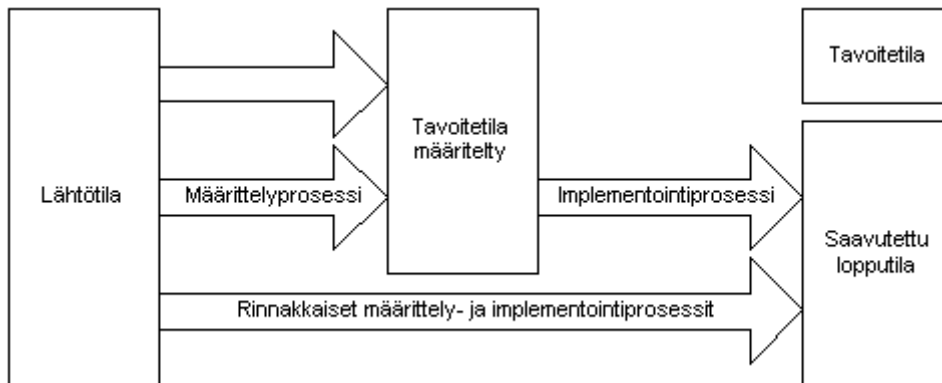 Lähtötila
Määrittelyprosessi
Tavoitetila
määritelty
Implementointiprosessi
Rinnakkaiset määrittely- ja implementointiprosessit
Tavoitetila
Saavutettu
lopputila